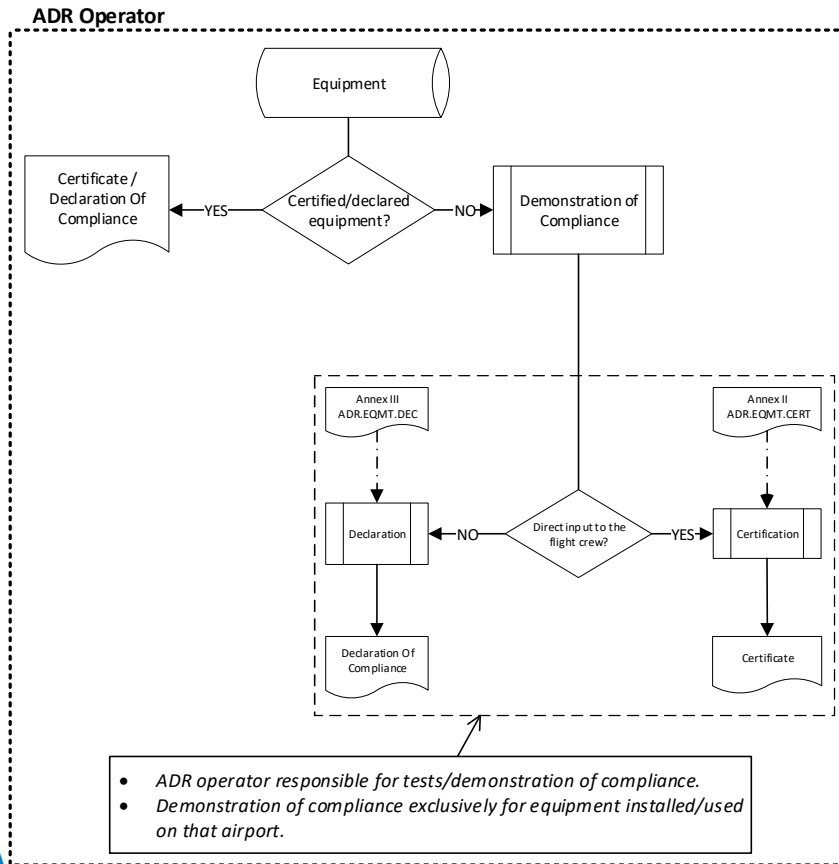 ADR Operator
Equipment
Certificate /
Declaration Of
Compliance
YES
Certified/declared
equipment?
NO
Demonstration of
Compliance
Annex III
ADR.EQMT.DEC
Annex II
ADR.EQMT.CERT
Declaration
NO
Direct input to the
flight crew?
YES
Certification
Declaration Of
Compliance
Certificate
• ADR operator responsible for tests/demonstration of compliance.
• Demonstration of compliance exclusively for equipment installed/used
on that airport.